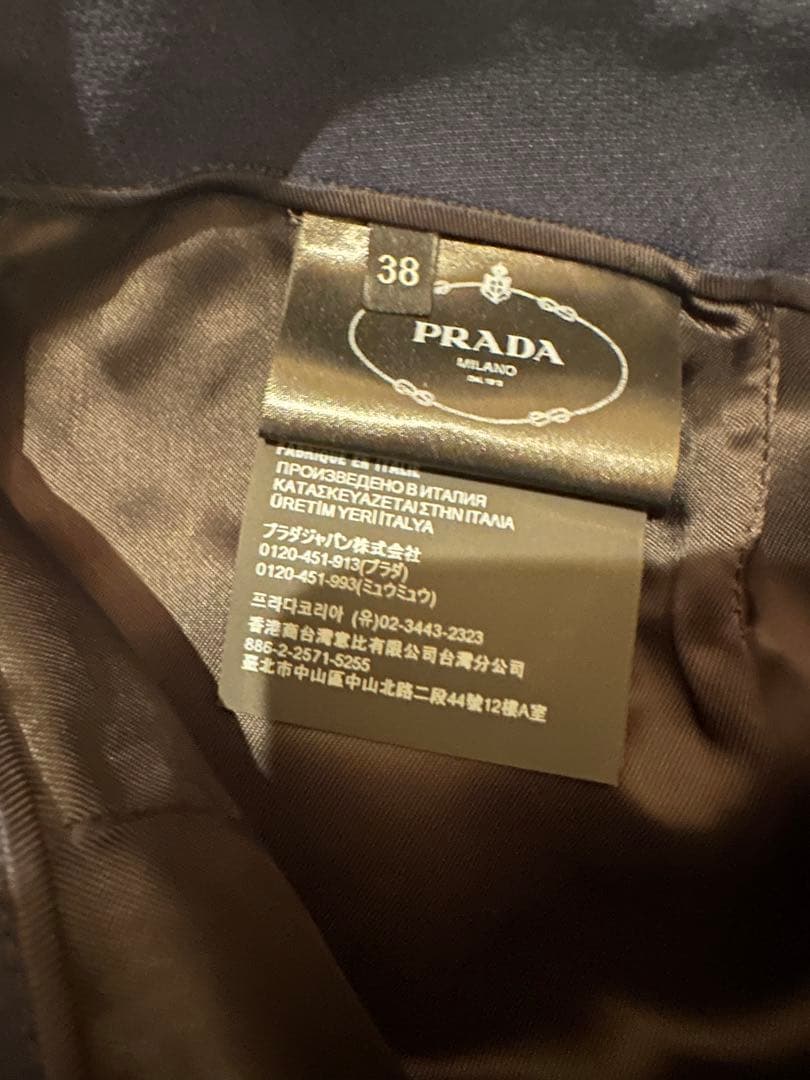 38
PRADA
MILANO
FABRIQUÉ EN ITALIE
ПРОИЗВЕДЕНО В ИТАЛИЯ
ΚΑΤΑΣΚΕΥΑΖΕΤΑΙ ΣΤΗΝ ΙΤΑΛΙΑ
ÜRETİM YERİ İTALYA
プラダジャパン株式会社
0120-451-913(プラダ)
0120-451-993(ミュウミュウ)
프라다코리아 (유)02-3443-2323
香港商台灣意比有限公司台灣分公司
886-2-2571-5255
臺北市中山區中山北路二段44號12樓A室